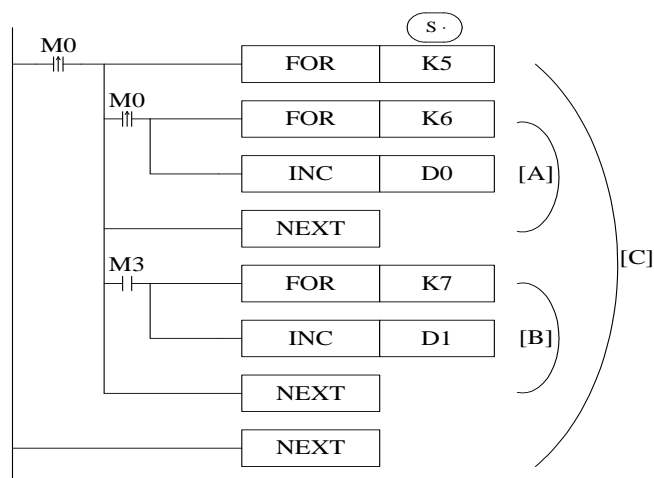 S ·
M0
FOR K5
M0
FOR K6
INC D0
[A]
NEXT
M3
FOR K7
[C]
INC D1
[B]
NEXT
NEXT